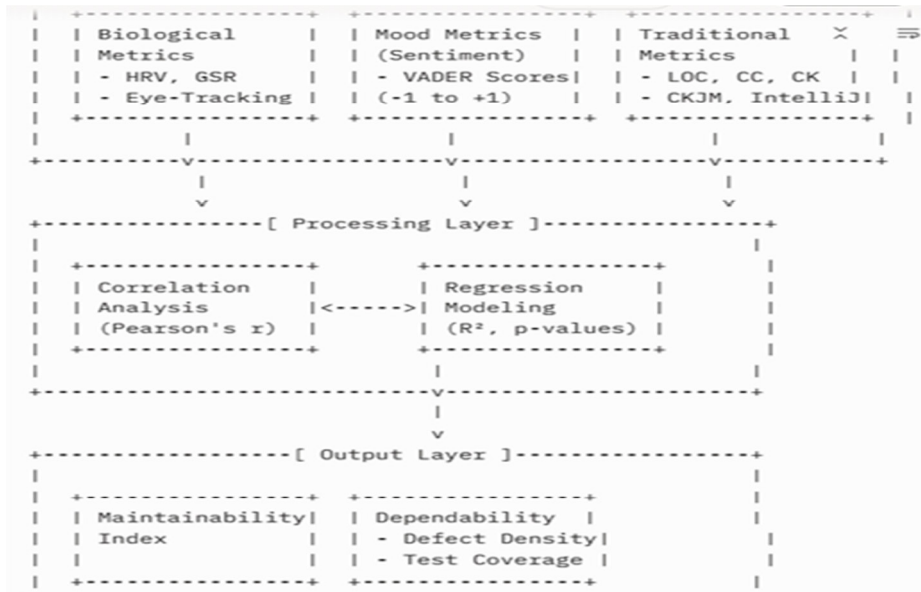 Biological Mood Metrics Traditional
Metrics (Sentiment) Metrics
- HRV, GSR - VADER Scores - LOC, CC, CK
- Eye-Tracking (-1 to +1) - CKJM, IntelliJ
[ Processing Layer ]
Correlation Regression
Analysis <-----> Modeling
(Pearson's r) (R², p-values)
[ Output Layer ]
Maintainability Dependability
Index - Defect Density
- Test Coverage